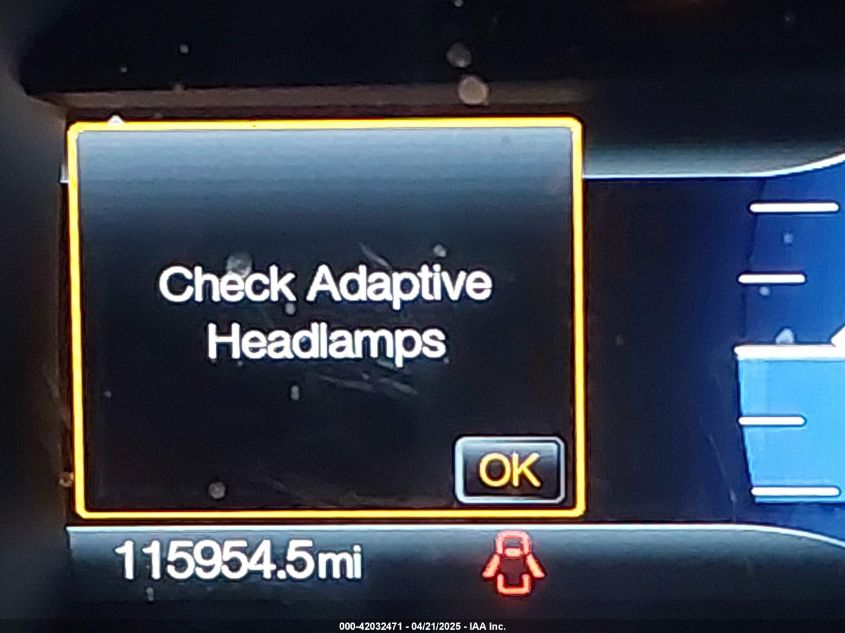 Check Adaptive
Headlamps
OK
115954.5mi
000-42032471 - 04/21/2025 - IAA Inc.